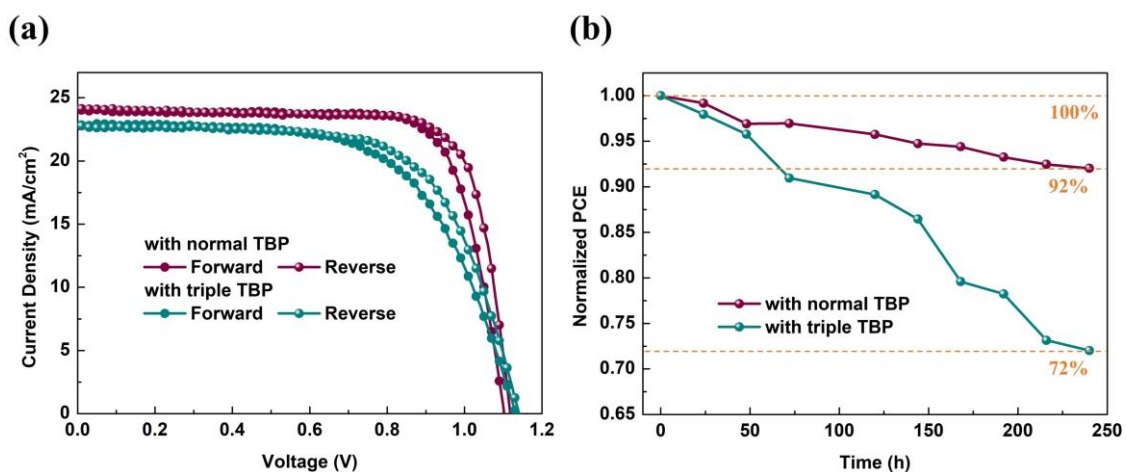 (a)
(b)
25
20
15
10
5
0
0.0 0.2 0.4 0.6 0.8 1.0 1.2
Current Density (mA/cm²)
Voltage (V)
with normal TBP
Forward Reverse
with triple TBP
Forward Reverse
1.00
0.95
0.90
0.85
0.80
0.75
0.70
0.65
0 50 100 150 200 250
Normalized PCE
Time (h)
100%
92%
with normal TBP
with triple TBP
72%